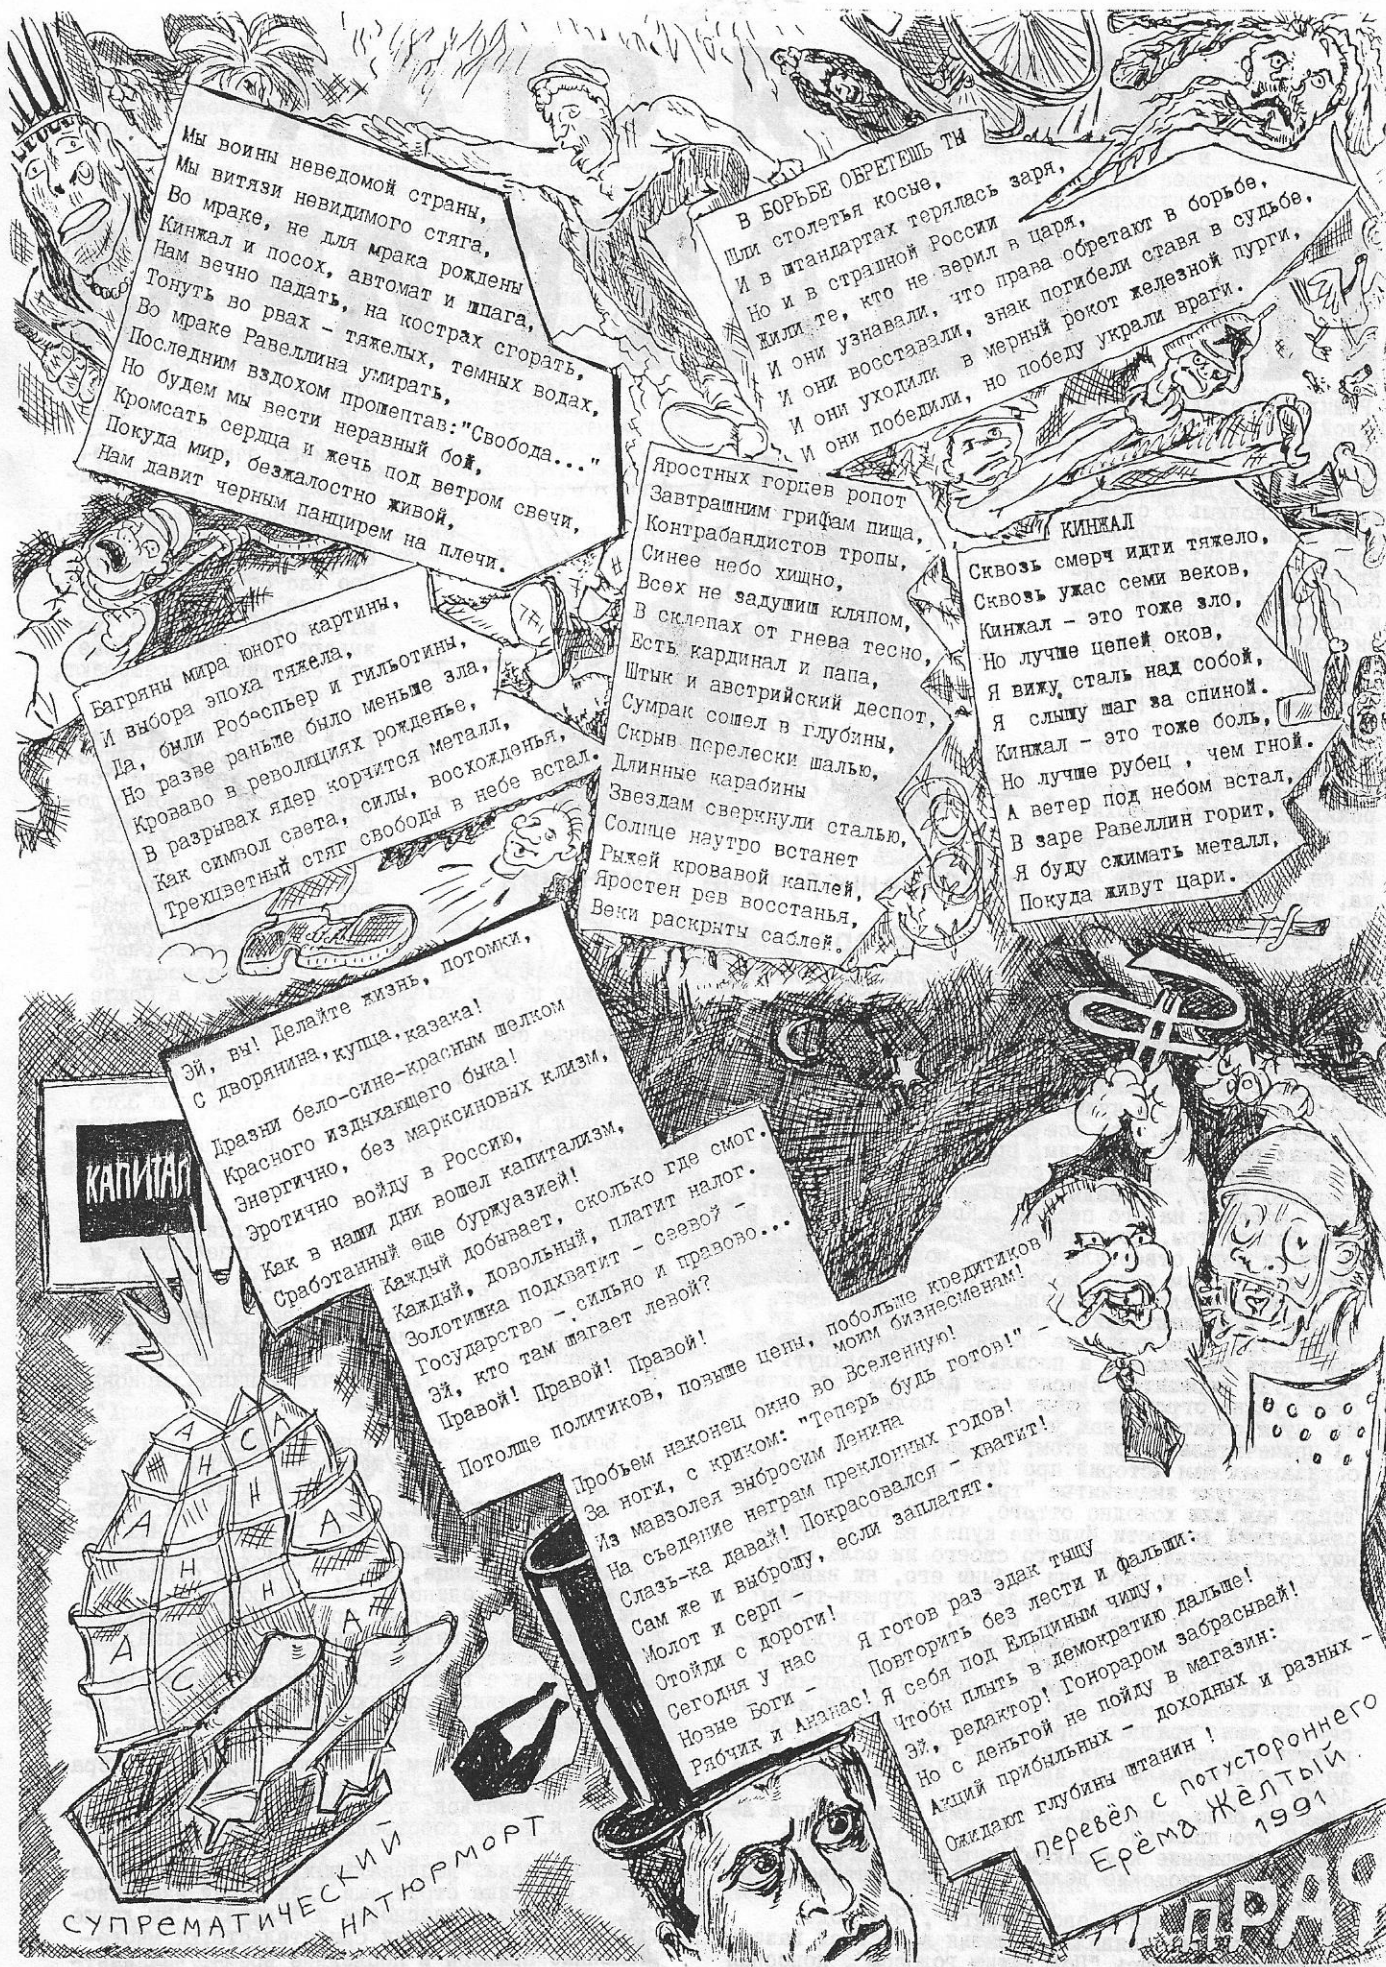 Мы воины неведомой страны,
Мы витязи невидимого стяга,
Во мраке, не для мрака рождены
Кинжал и посох, автомат и шпага,
Нам вечно падать, на кострах сгорать,
Тонуть во рвах - тяжелых, темных водах,
Во мраке Равеллина умирать,
Последним вздохом прошептав:"Свобода..."
Но будем мы вести неравный бой,
Кромсать сердца и жечь под ветром свечи,
Покуда мир, безжалостно живой,
Нам давит черным панцирем на плечи.
В БОРЬБЕ ОБРЕТЕШЬ ТЫ
Шли столетья косые,
И в штандартах терялась заря,
Но и в страшной России
Жили те, кто не верил в царя,
И они узнавали, что права обретают в борьбе,
И они восставали, знак погибели ставя в судьбе,
И они уходили в мерный рокот железной пурги,
И они победили, но победу украли враги.
Багряны мира юного картины,
И выбора эпоха тяжела,
Да, были Робеспьер и гильотины,
Но разве раньше было меньше зла,
Кроваво в революциях рожденье,
В разрывах ядер корчится металл,
Как символ света, силы, восхожденья,
Трехцветный стяг свободы в небе встал.
Яростных горцев ропот
Завтрашним грифам пища,
Контрабандистов тропы,
Синее небо хищно,
Всех не задушиш кляпом,
В склепах от гнева тесно,
Есть кардинал и папа,
Штык и австрийский деспот,
Сумрак сошел в глубины,
Скрыв перелески шалью,
Длинные карабины
Звездам сверкнули сталью,
Солнце наутро встанет
Рыжей кровавой каплей,
Яростен рев восстанья,
Веки раскрыты саблей.
КИНЖАЛ
Сквозь смерч идти тяжело,
Сквозь ужас семи веков,
Кинжал - это тоже зло,
Но лучше цепей оков,
Я вижу сталь над собой,
Я слышу шаг за спиной.
Кинжал - это тоже боль,
Но лучше рубец , чем гной.
А ветер под небом встал,
В заре Равеллин горит,
Я буду сжимать металл,
Покуда живут цари.
Эй, вы! Делайте жизнь, потомки,
С дворянина, купца, казака!
Дразни бело-сине-красным шелком
Красного издыхающего быка!
Энергично, без марксиновых клизм,
Эротично войду в Россию,
Как в наши дни вошел капитализм,
Сработанный еще буржуазией!
Каждый добывает, сколько где смог.
Каждый, довольный, платит налог.
Золотишка подхватит - сеевой -
Государство - сильно и правово...
Эй, кто там шагает левой?
Правой! Правой! Правой!
Потолще политиков, повыше цены, побольше кредитиков
моим бизнесменам!
Пробьем наконец окно во Вселенную!
За ноги, с криком: "Теперь будь готов!" -
Из мавзолея выбросим Ленина
На съедение неграм преклонных годов!
Слазь-ка давай! Покрасовался - хватит!
Сам же и выброшу, если заплатят.
Молот и серп -
Отойди с дороги!
Сегодня у нас
Новые Боги -
Рябчик и Ананас!
Я готов раз эдак тыщу
Повторить без лести и фальши:
Я себя под Ельциным чищу,
Чтобы плыть в демократию дальше!
Эй, редактор! Гонораром забрасывай!
Но с деньгой не пойду в магазин:
Акций прибыльных - доходных и разных -
Ожидают глубины штанин !
перевёл с потустороннего
Ерёма Жёлтый
1991
КАПИТАЛ
А
Н
А
Н
А
С
А
Н
А
Н
А
С
СУПРЕМАТИЧЕСКИЙ
НАТЮРМОРТ